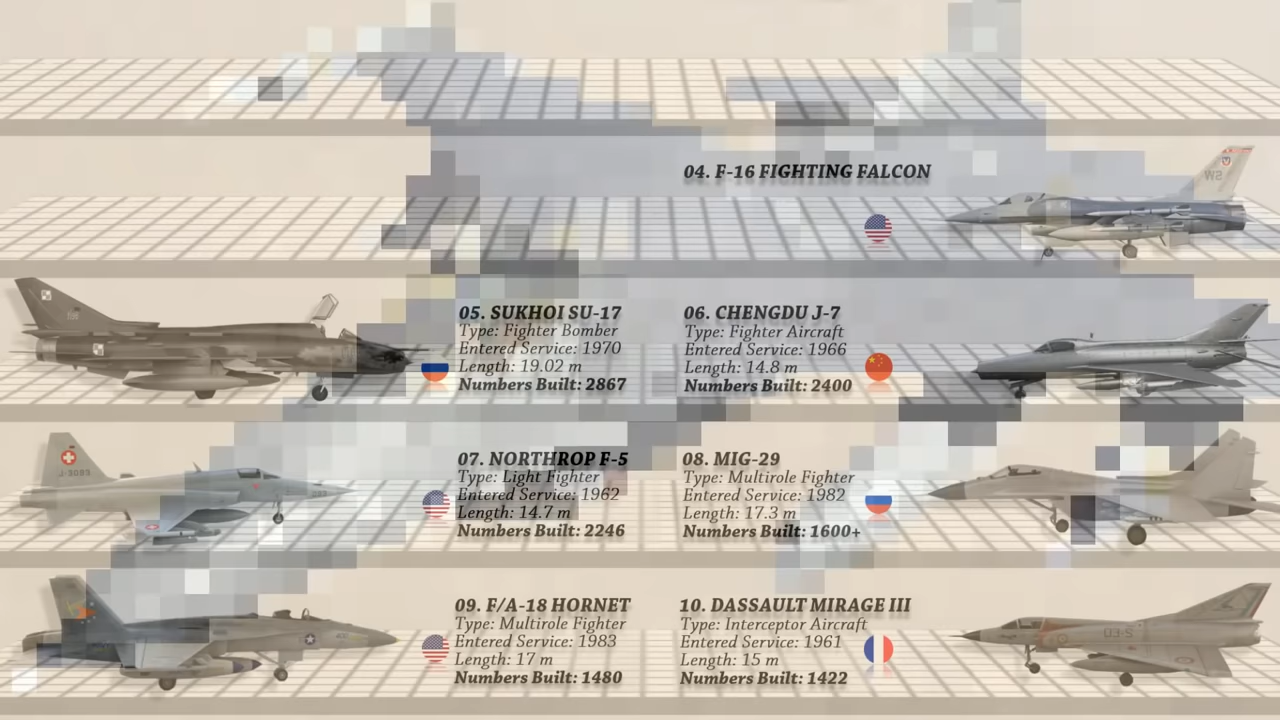 04. F-16 FIGHTING FALCON
W2
05. SUKHOI SU-17
Type: Fighter Bomber
Entered Service: 1970
Length: 19.02 m
Numbers Built: 2867
06. CHENGDU J-7
Type: Fighter Aircraft
Entered Service: 1966
Length: 14.8 m
Numbers Built: 2400
J-3093
07. NORTHROP F-5
Type: Light Fighter
Entered Service: 1962
Length: 14.7 m
Numbers Built: 2246
08. MIG-29
Type: Multirole Fighter
Entered Service: 1982
Length: 17.3 m
Numbers Built: 1600+
09. F/A-18 HORNET
Type: Multirole Fighter
Entered Service: 1983
Length: 17 m
Numbers Built: 1480
10. DASSAULT MIRAGE III
Type: Interceptor Aircraft
Entered Service: 1961
Length: 15 m
Numbers Built: 1422